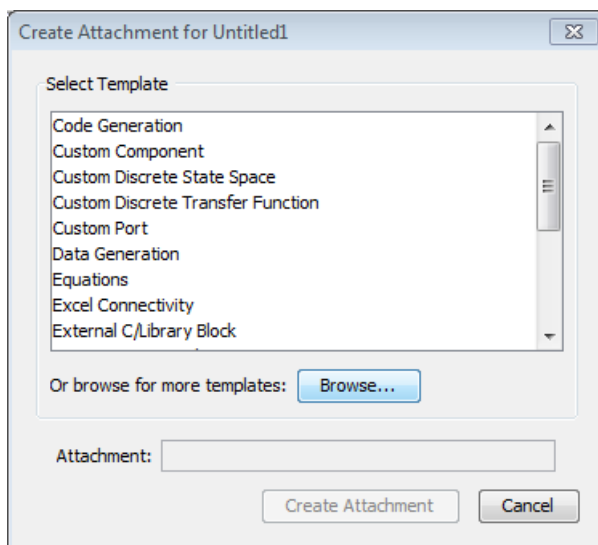 Create Attachment for Untitled1
Select Template
Code Generation
Custom Component
Custom Discrete State Space
Custom Discrete Transfer Function
Custom Port
Data Generation
Equations
Excel Connectivity
External C/Library Block
Or browse for more templates: Browse...
Attachment:
Create Attachment Cancel